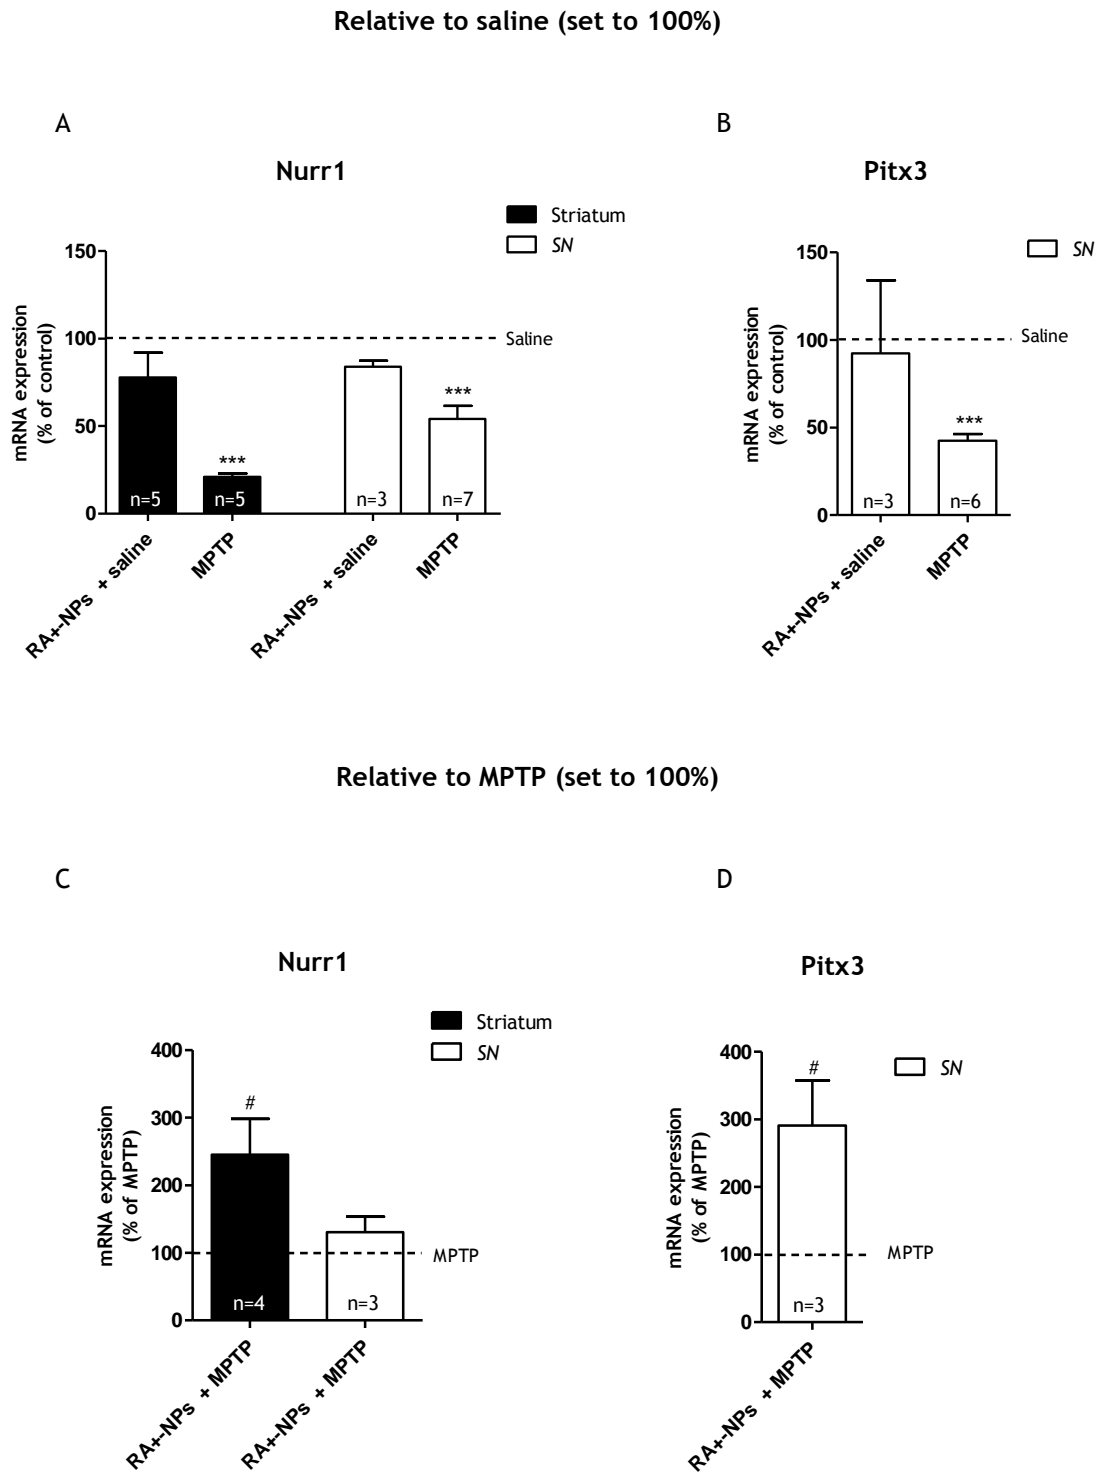 Relative to saline (set to 100%)
A
B
Nurr1
Pitx3
Striatum
SN
SN
mRNA expression
(% of control)
150
100
50
0
Saline
***
***
n=5
n=5
n=3
n=7
RA+-NPs + saline
MPTP
RA+-NPs + saline
MPTP
mRNA expression
(% of control)
150
100
50
0
Saline
***
n=3
n=6
RA+-NPs + saline
MPTP
Relative to MPTP (set to 100%)
C
D
Nurr1
Pitx3
Striatum
SN
SN
mRNA expression
(% of MPTP)
400
300
200
100
0
#
MPTP
n=4
n=3
RA+-NPs + MPTP
RA+-NPs + MPTP
mRNA expression
(% of MPTP)
400
300
200
100
0
#
MPTP
n=3
RA+-NPs + MPTP